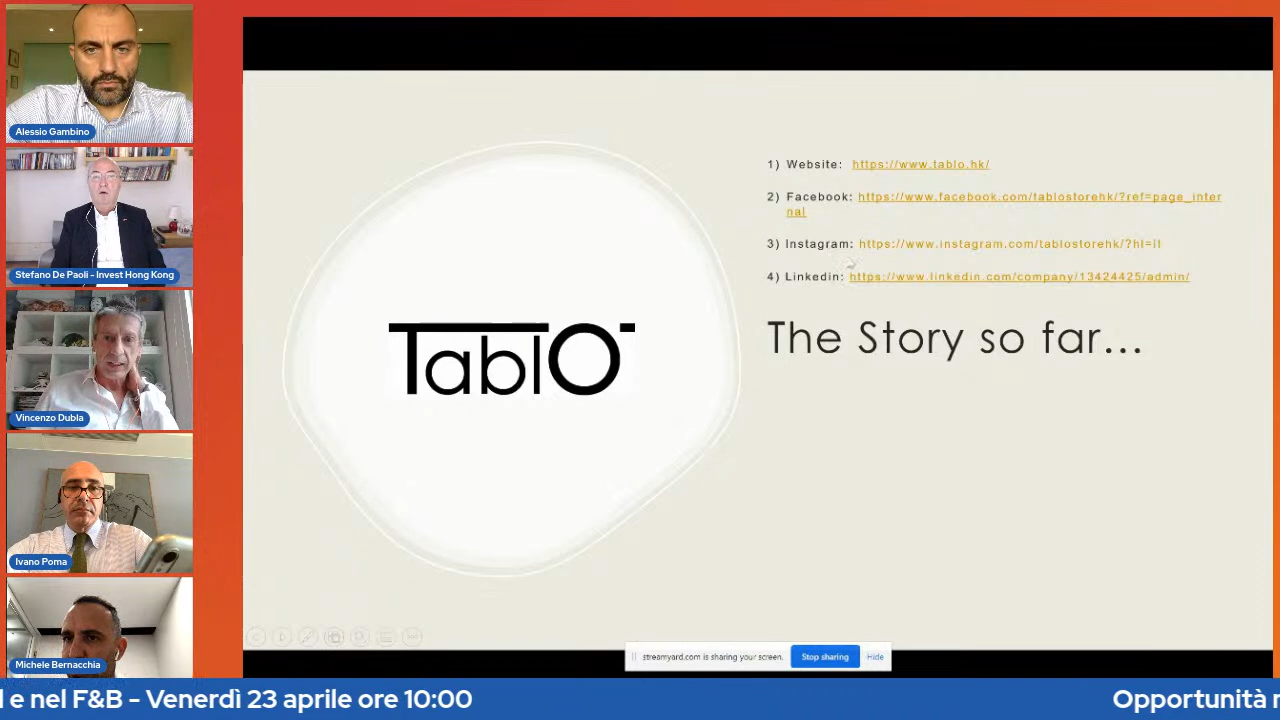 Alessio Gambino
Stefano De Paoli - Invest Hong Kong
Vincenzo Dubla
Ivano Poma
Michele Bernacchia
TablO
1) Website: https://www.tablo.hk/
2) Facebook: https://www.facebook.com/tablostorehk/?ref=page_inter
nal
3) Instagram: https://www.instagram.com/tablostorehk/?hl=il
4) Linkedin: https://www.linkedin.com/company/13424425/admin/
The Story so far...
streamyard.com is sharing your screen. Stop sharing Hide
l e nel F&B - Venerdì 23 aprile ore 10:00 Opportunità r